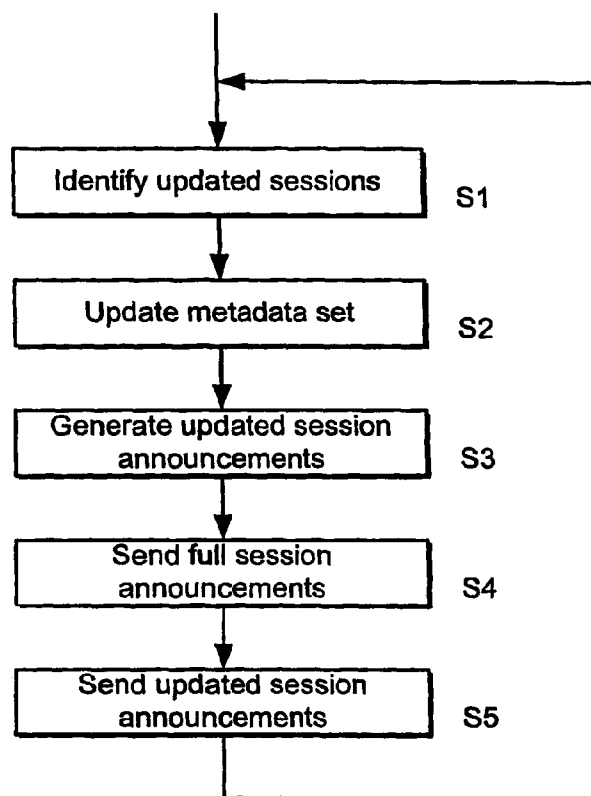 Identify updated sessions
S1
Update metadata set
S2
Generate updated session
announcements
S3
Send full session
announcements
S4
Send updated session
announcements
S5